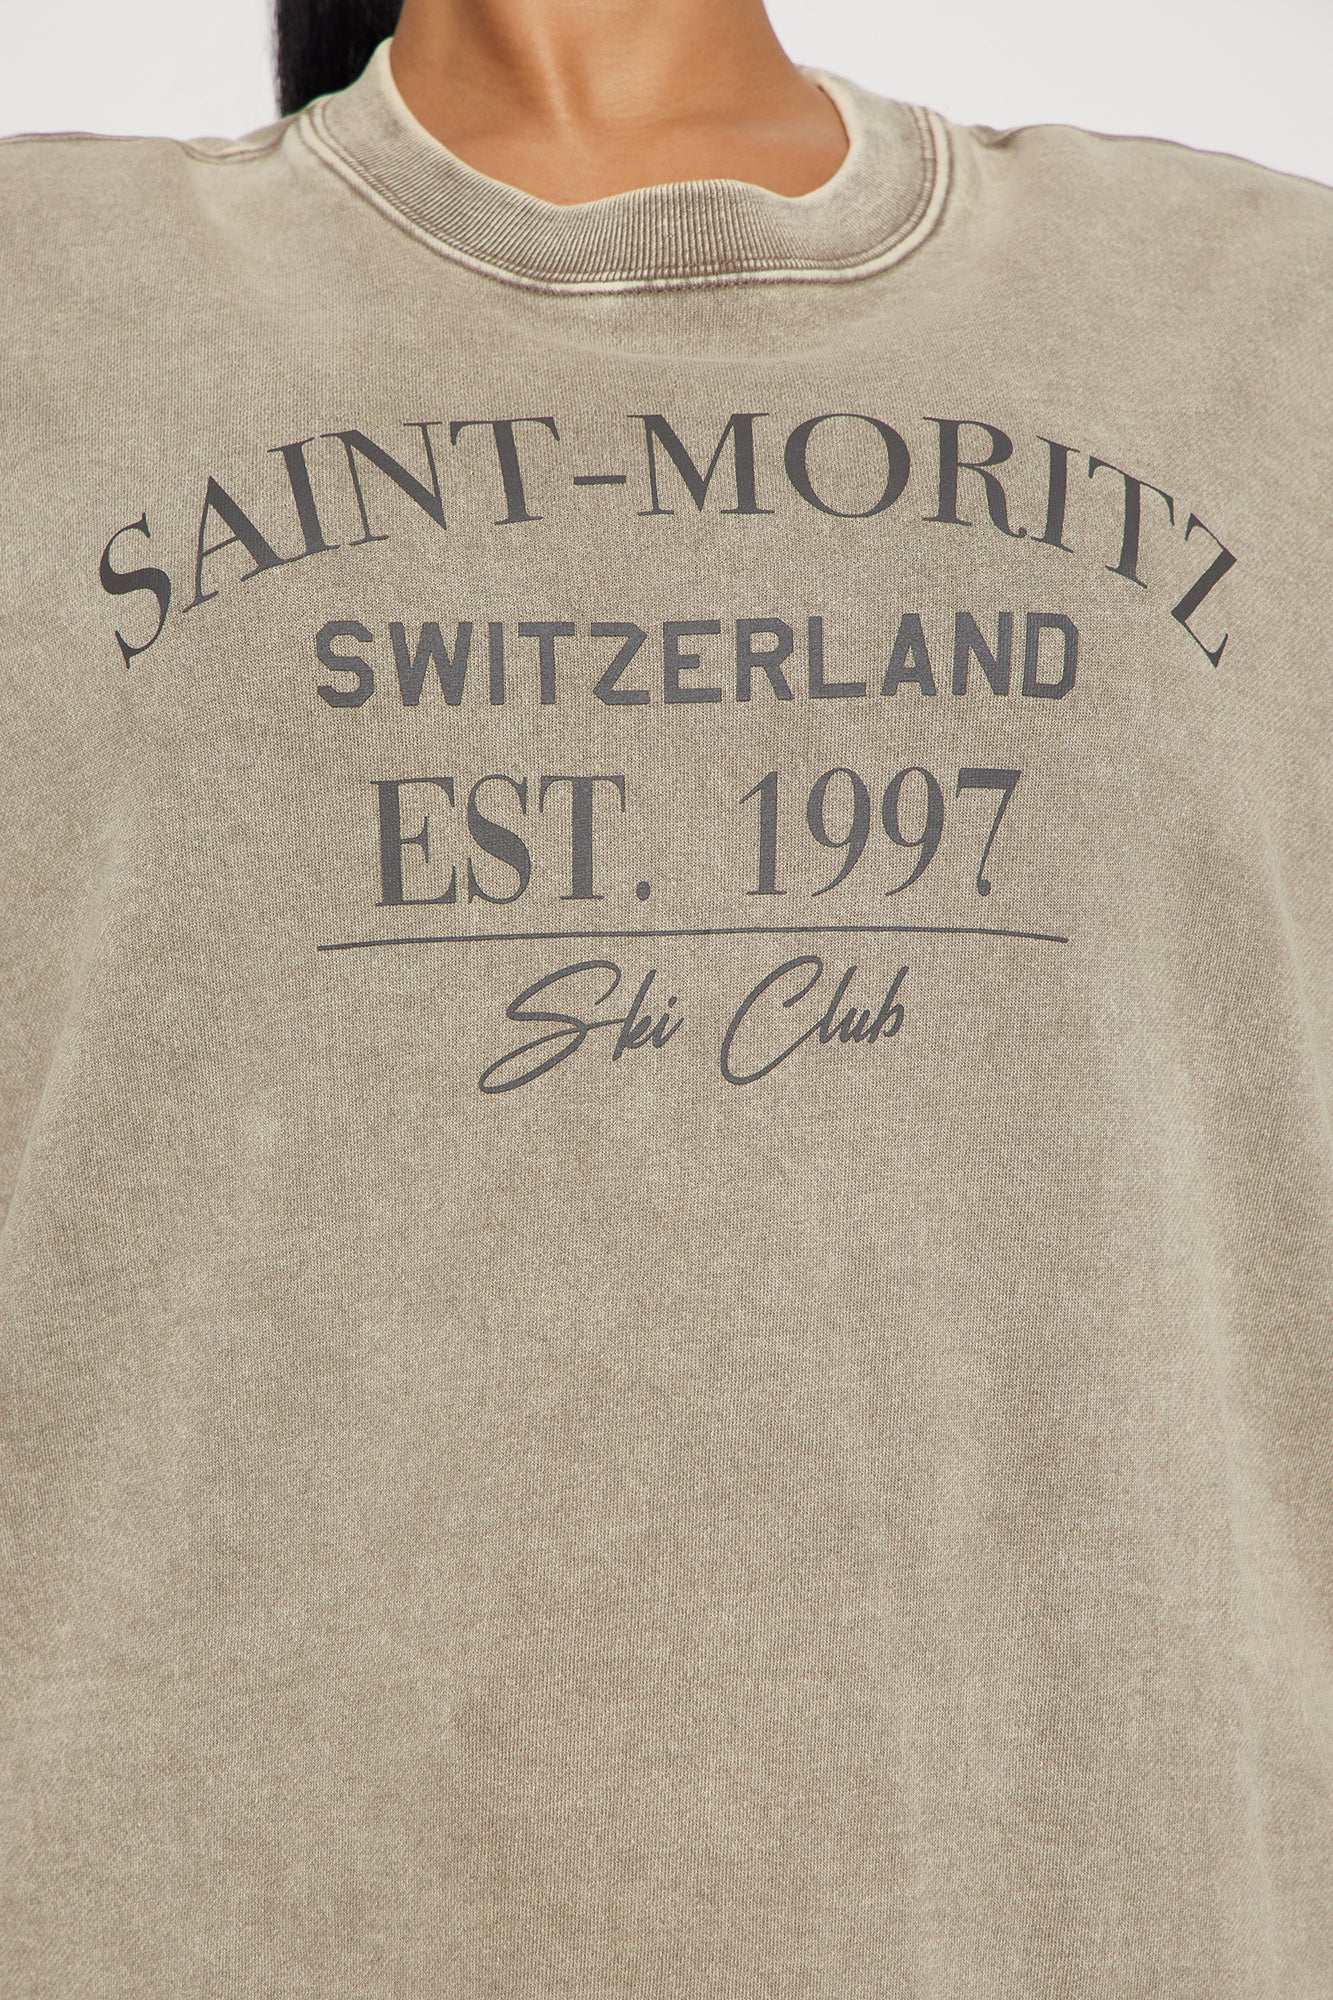 SAINT-MORITZ
SWITZERLAND
EST. 1997
Ski Club